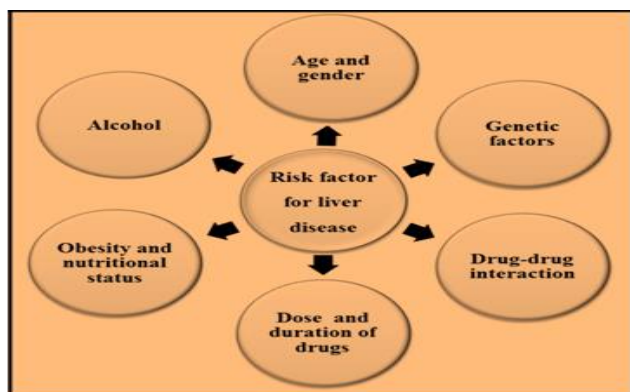 Age and
gender
Alcohol
Genetic
factors
Risk factor
for liver
disease
Obesity and
nutritional
status
Drug-drug
interaction
Dose and
duration of
drugs